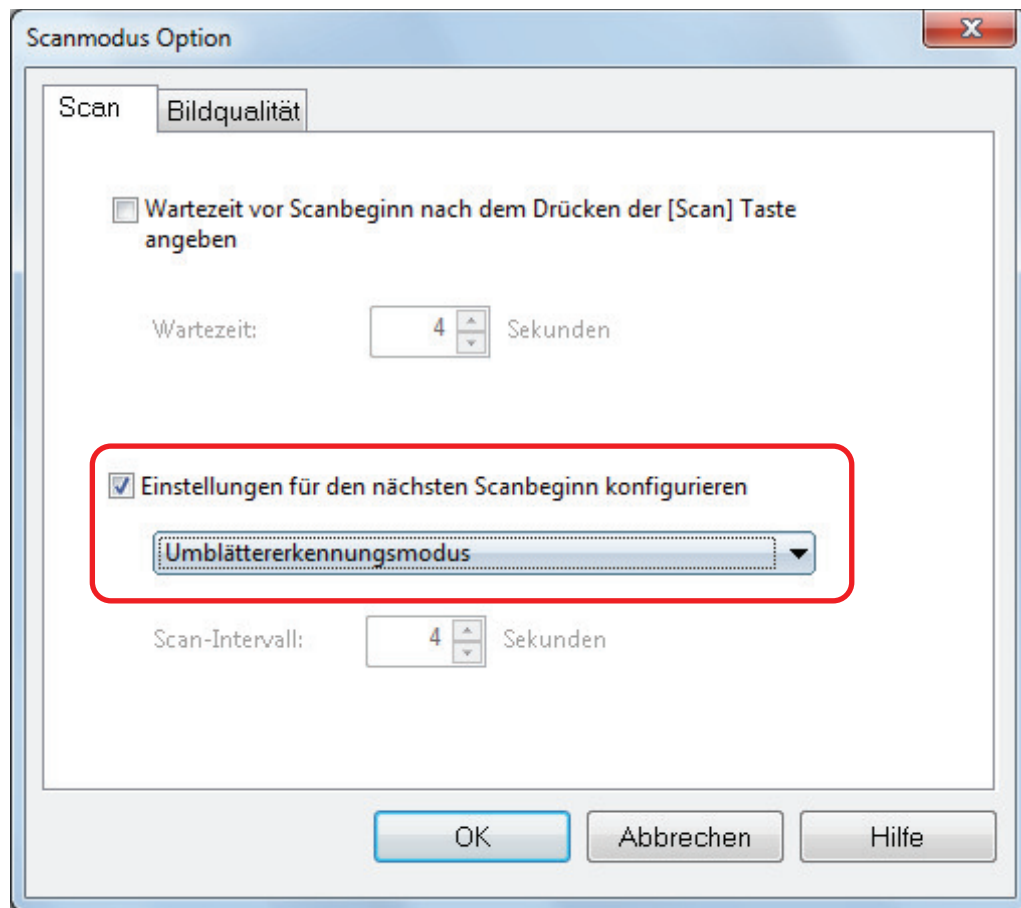 Scanmodus Option
Scan
Bildqualität
Wartezeit vor Scanbeginn nach dem Drücken der [Scan] Taste
angeben
Wartezeit: 4 Sekunden
Einstellungen für den nächsten Scanbeginn konfigurieren
Umblättererkennungsmodus
Scan-Intervall: 4 Sekunden
OK Abbrechen Hilfe